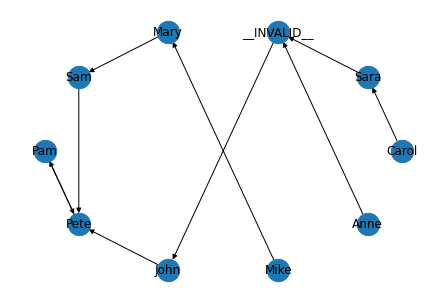 Mary
__INVALID__
Sam
Sara
Pam
Carol
Pete
Anne
John
Mike